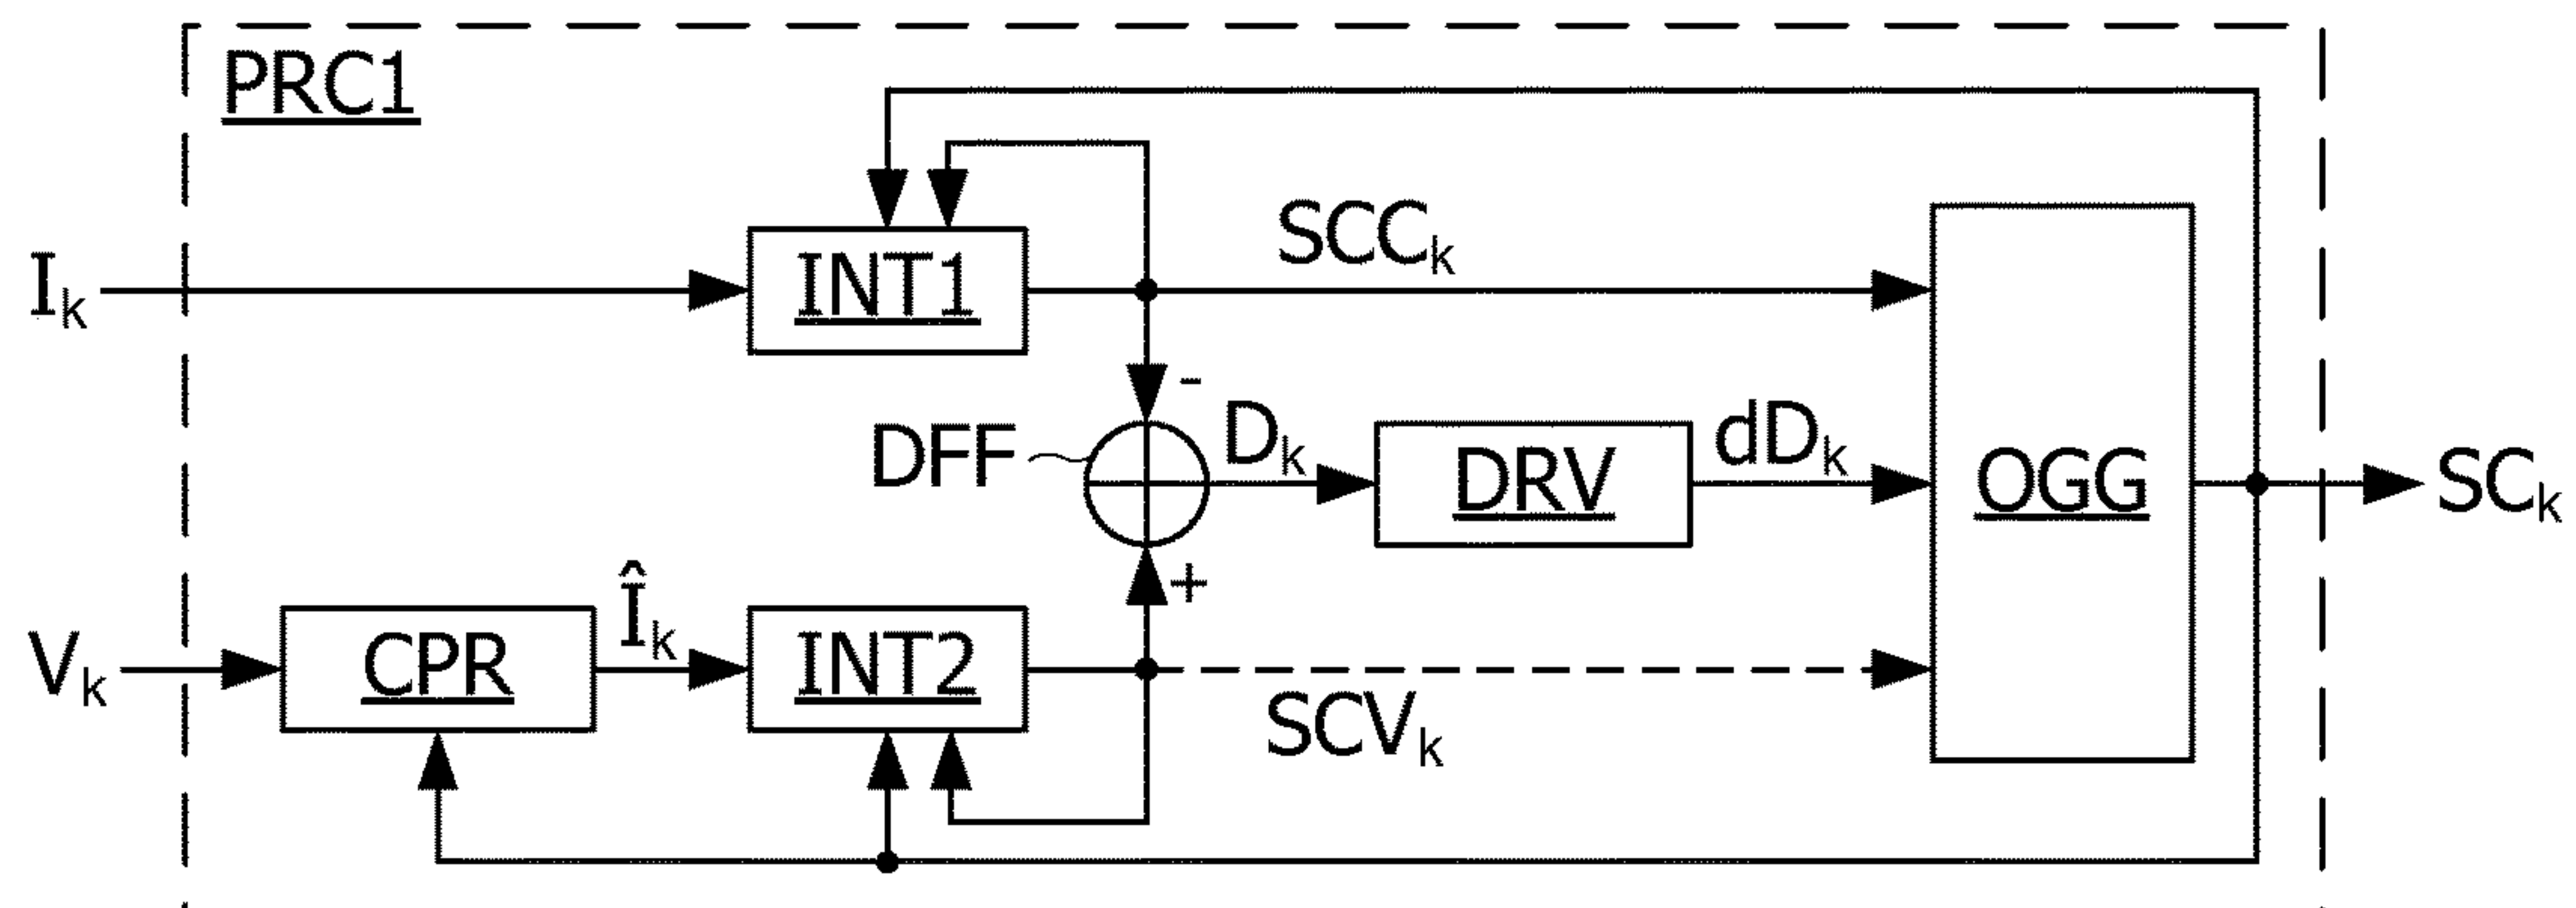 PRC1
SCCk
Ik
INT1
-
DFF
Dk
DRV
dDk
OGG
SCk
+
Vk
CPR
Îk
INT2
SCVk